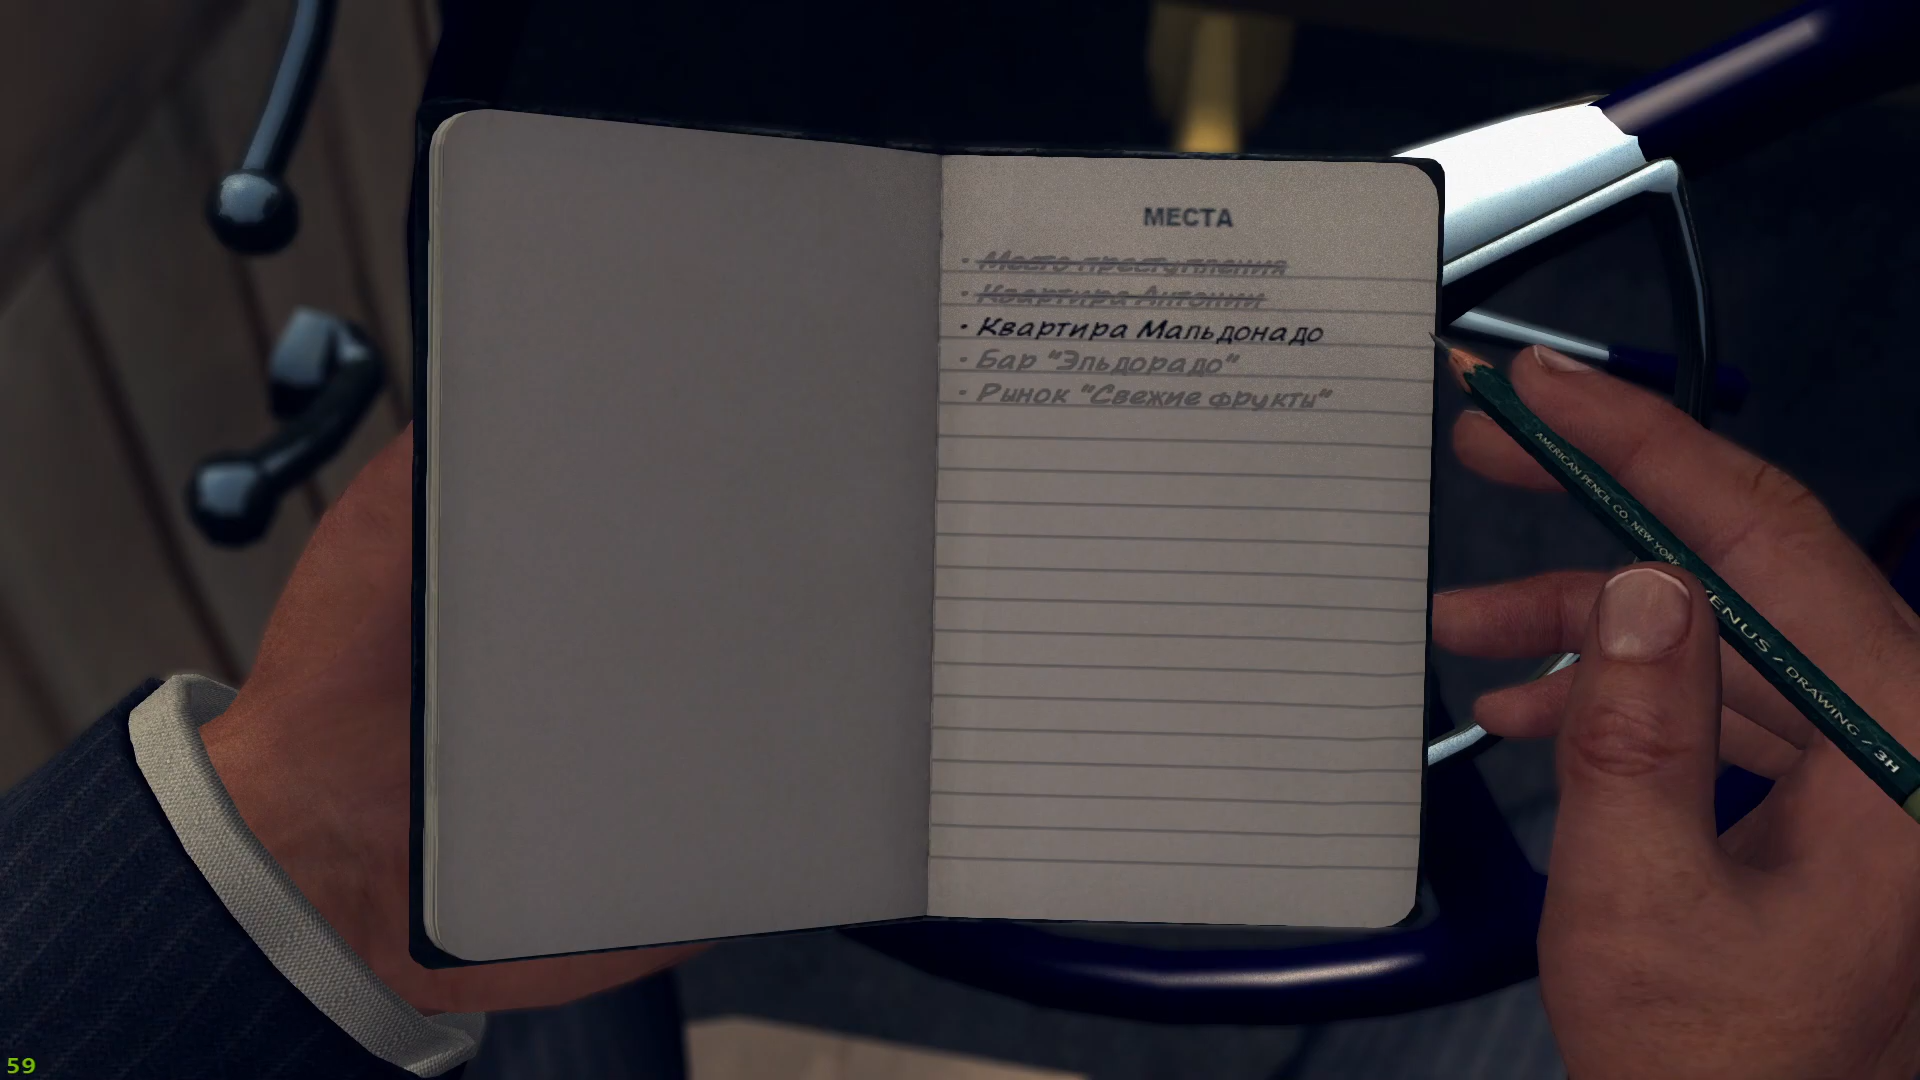 МЕСТА
· Место преступления
· Квартира Антонии
· Квартира Мальдонадо
· Бар "Эльдорадо"
· Рынок "Свежие фрукты"
AMERICAN PENCIL CO. NEW YORK
VENUS / DRAWING / 3H
59